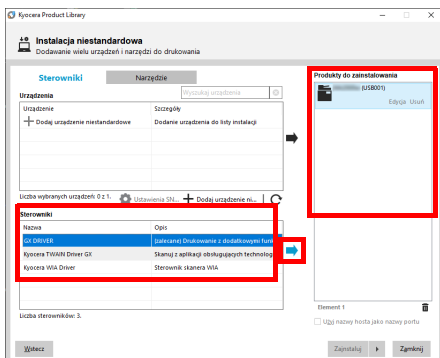 Kyocera Product Library
Instalacja niestandardowa
Dodawanie wielu urządzeń i narzędzi do drukowania
Sterowniki
Narzędzie
Urządzenia
Wyszukaj urządzenia
Urządzenie
Szczegóły
Dodaj urządzenie niestandardowe
Dodanie urządzenia do listy instalacji
Liczba wybranych urządzeń: 0 z 1.
Ustawienia SN...
Dodaj urządzenie ni...
Sterowniki
Nazwa
Opis
GX DRIVER
(zalecane) Drukowanie z dodatkowymi funk
Kyocera TWAIN Driver GX
Skanuj z aplikacji obsługujących technolog
Kyocera WIA Driver
Sterownik skanera WIA
Liczba sterowników: 3.
Produkty do zainstalowania
(USB001)
Edycja Usuń
Element 1
Użyj nazwy hosta jako nazwy portu
Wstecz
Zainstaluj
Zamknij